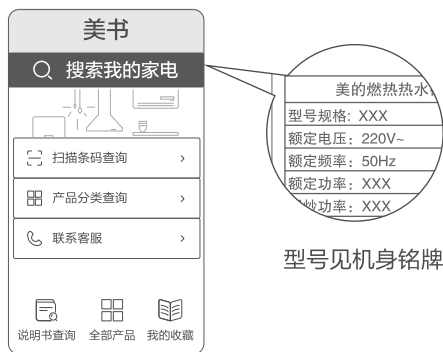 美书
搜索我的家电
扫描条码查询
产品分类查询
联系客服
说明书查询 全部产品 我的收藏
美的燃热热水
型号规格: XXX
额定电压：220V~
额定频率：50Hz
额定功率：XXX
功率：XXX
型号见机身铭牌